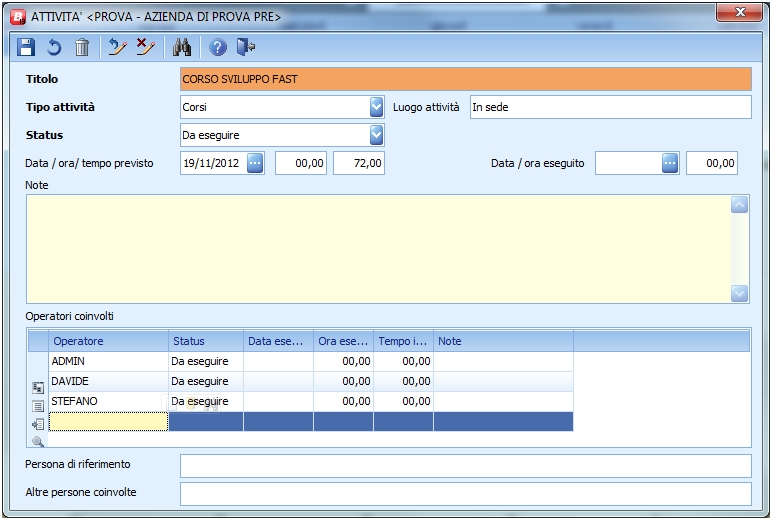 B ATTIVITA' <PROVA - AZIENDA DI PROVA PRE>
Titolo CORSO SVILUPPO FAST
Tipo attività Corsi Luogo attività In sede
Status Da eseguire
Data / ora/ tempo previsto 19/11/2012 ... 00,00 72,00 Data / ora eseguito ... 00,00
Note
Operatori coinvolti
Operatore Status Data ese... Ora ese... Tempo i... Note
ADMIN Da eseguire 00,00 00,00
DAVIDE Da eseguire 00,00 00,00
STEFANO Da eseguire 00,00 00,00
Persona di riferimento
Altre persone coinvolte